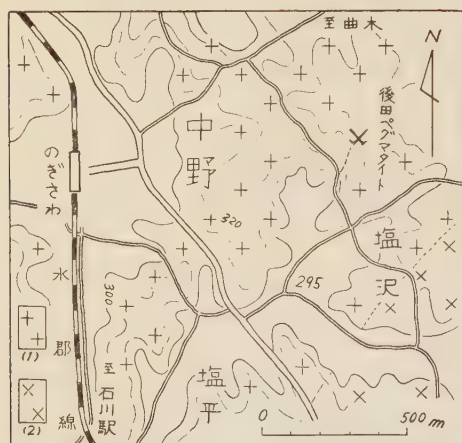 至曲木
N
後田ペグマタイト
中野
のぎさわ
320
塩沢
295
水郡線
300
至石川駅
塩平
(1)
(2)
0 500 m